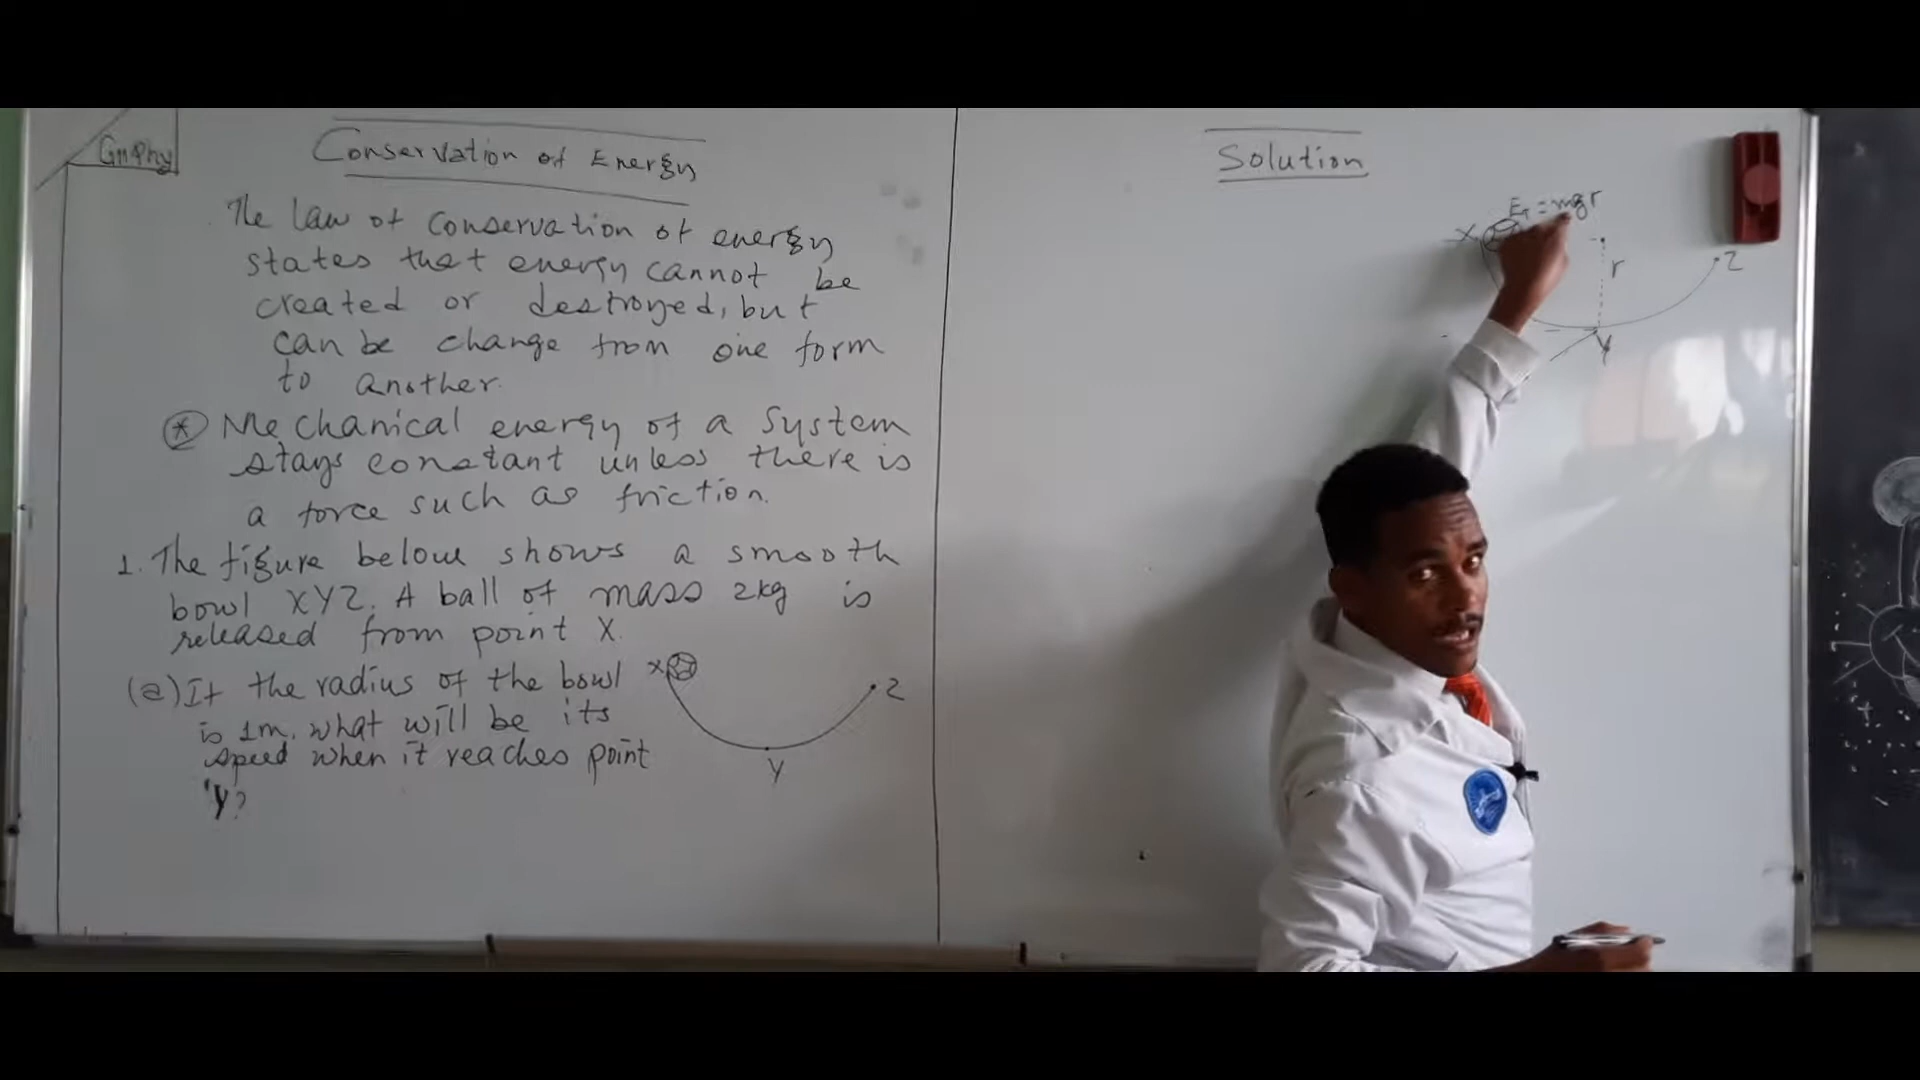 GmPhy
Conservation of Energy
The law of conservation of energy
states that energy cannot be
created or destroyed, but
can be change from one form
to another.
* Mechanical energy of a system
stays constant unless there is
a force such as friction.
1. The figure below shows a smooth
bowl XYZ. A ball of mass 2kg is
released from point X.
(a) If the radius of the bowl
is 1m, what will be its
speed when it reaches point
'Y?
X
Z
Y
Solution
= mgr
X
r
Z
Y